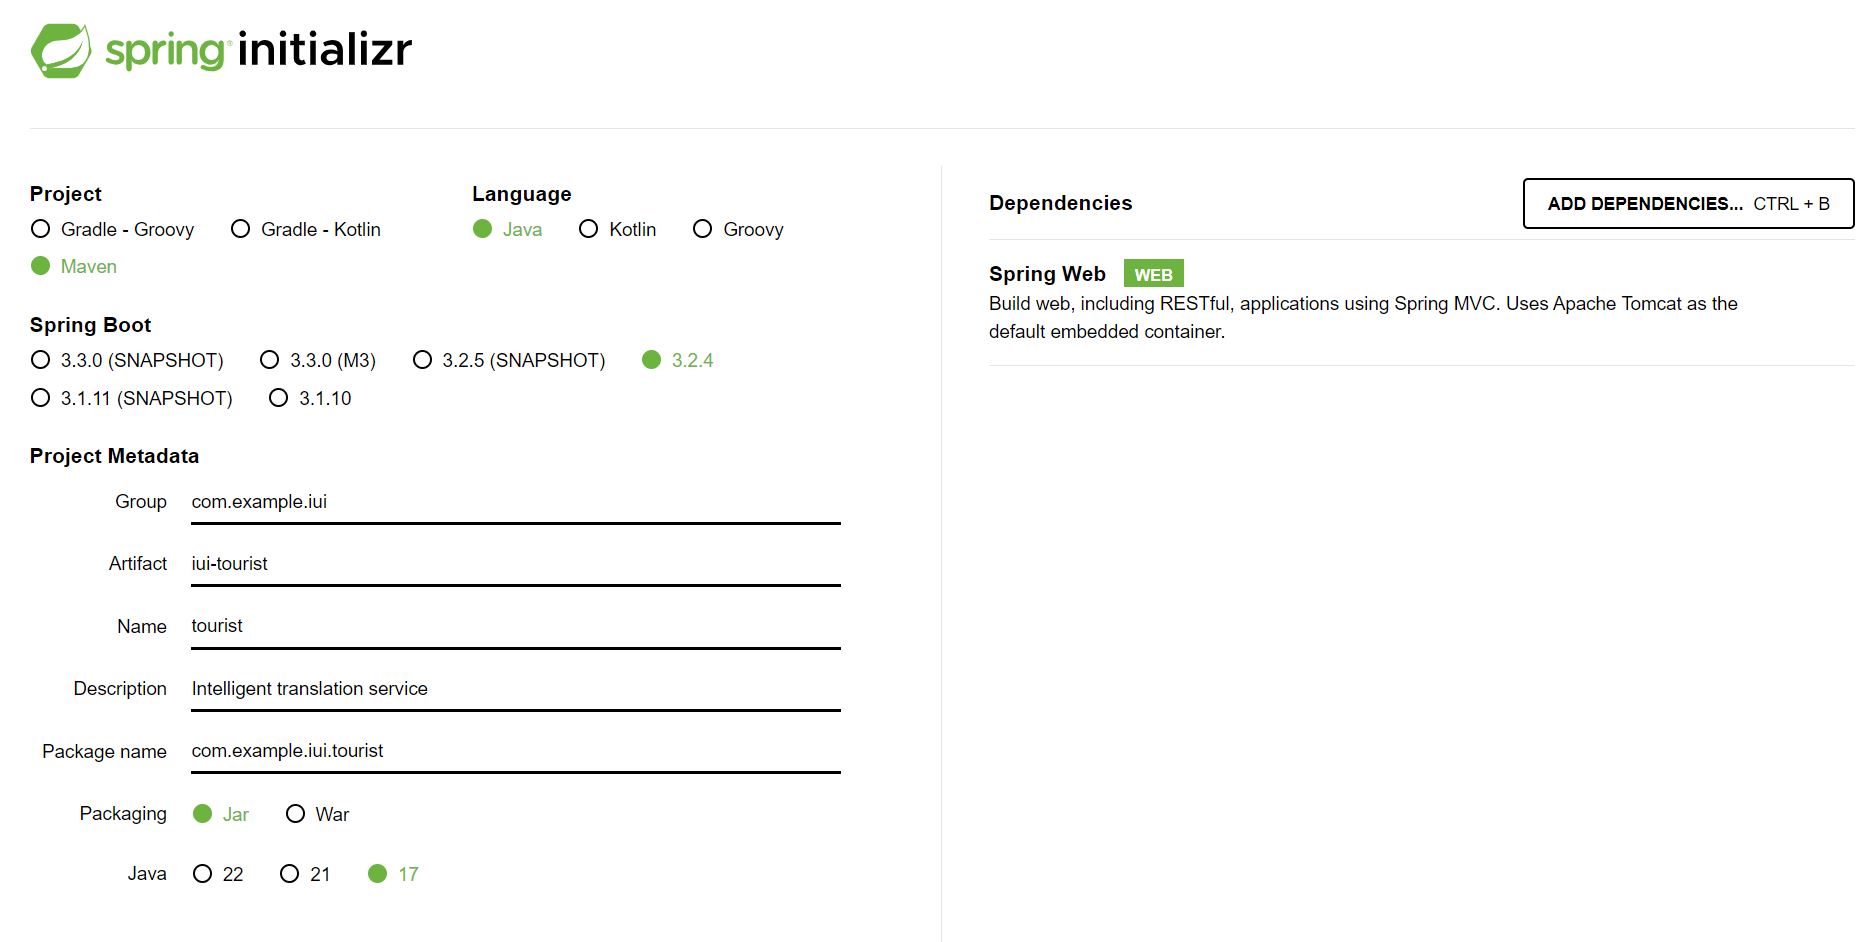 spring initializr
Project
Gradle - Groovy Gradle - Kotlin
Maven
Language
Java Kotlin Groovy
Spring Boot
3.3.0 (SNAPSHOT) 3.3.0 (M3) 3.2.5 (SNAPSHOT) 3.2.4
3.1.11 (SNAPSHOT) 3.1.10
Project Metadata
Group com.example.iui
Artifact iui-tourist
Name tourist
Description Intelligent translation service
Package name com.example.iui.tourist
Packaging Jar War
Java 22 21 17
Dependencies ADD DEPENDENCIES... CTRL + B
Spring Web WEB
Build web, including RESTful, applications using Spring MVC. Uses Apache Tomcat as the
default embedded container.